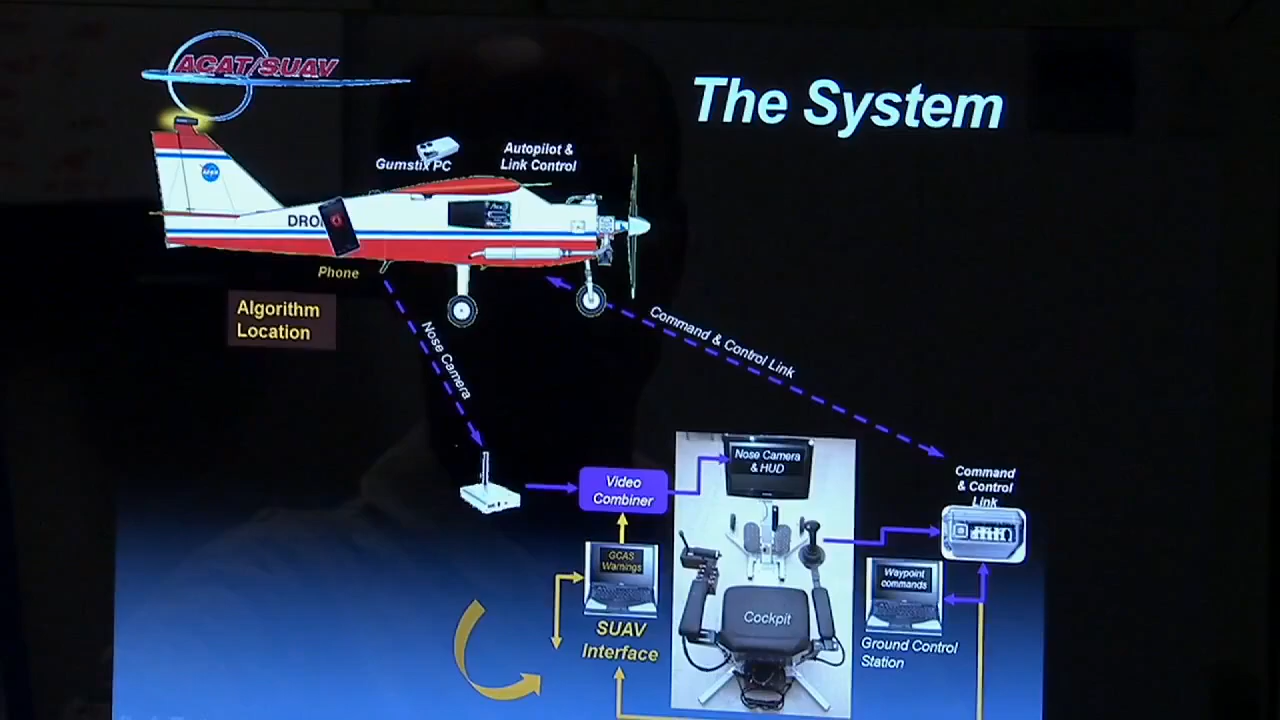 ACAT/SUAV
The System
Gumstix PC
Autopilot &
Link Control
NASA
DRO
Phone
Algorithm
Location
Nose Camera
Command & Control Link
Nose Camera
& HUD
Command
& Control
Link
Video
Combiner
GCAS
Warnings
Waypoint
commands
Cockpit
SUAV
Interface
Ground Control
Station